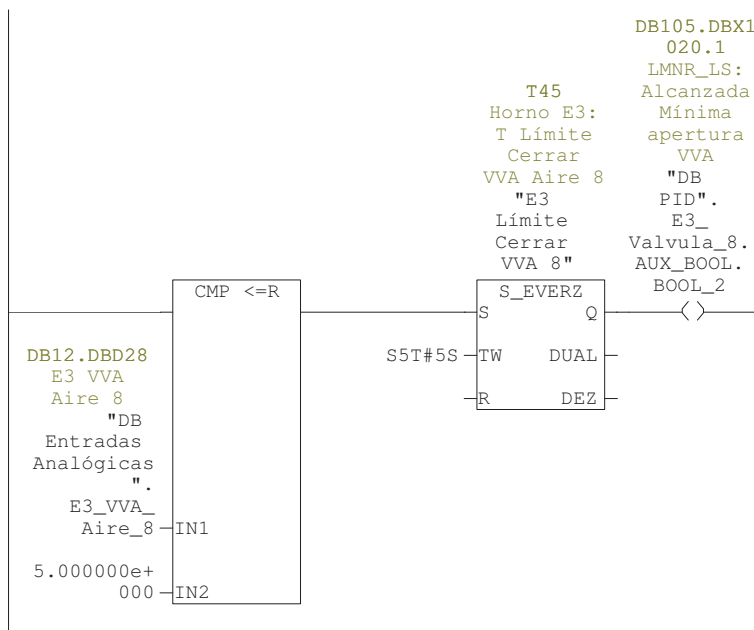 DB105.DBX1
020.1
LMNR_LS:
Alcanzada
Mínima
apertura
VVA
"DB
PID".
E3_
Valvula_8.
AUX_BOOL.
BOOL_2
T45
Horno E3:
T Límite
Cerrar
VVA Aire 8
"E3
Límite
Cerrar
VVA 8"
CMP <=R
S_EVERZ
S Q
( )
S5T#5S TW DUAL
R DEZ
DB12.DBD28
E3 VVA
Aire 8
"DB
Entradas
Analógicas
".
E3_VVA_
Aire_8 IN1
5.000000e+
000 IN2